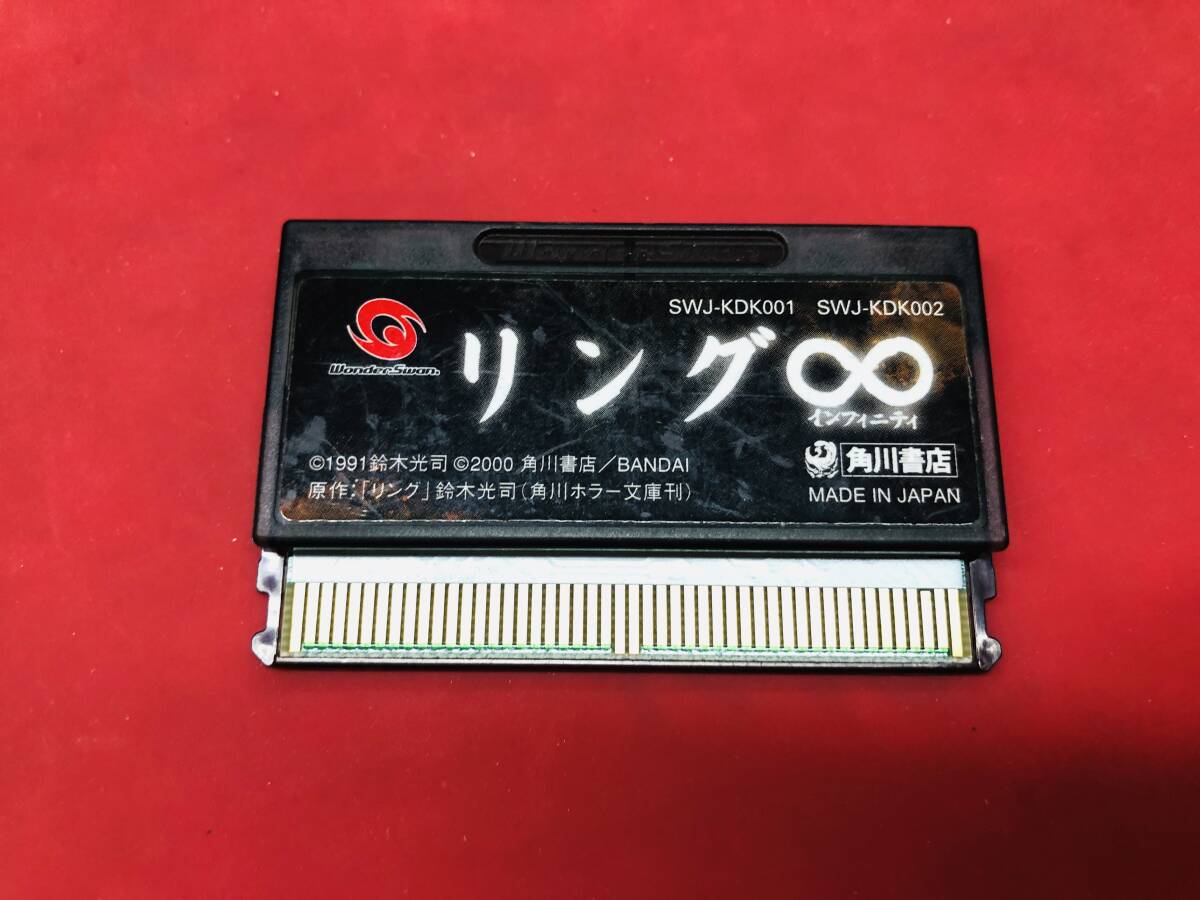 WonderSwan
SWJ-KDK001 SWJ-KDK002
WonderSwan
リング∞
インフィニティ
©1991鈴木光司 ©2000 角川書店／BANDAI
角川書店
原作:「リング」鈴木光司(角川ホラー文庫刊)
MADE IN JAPAN